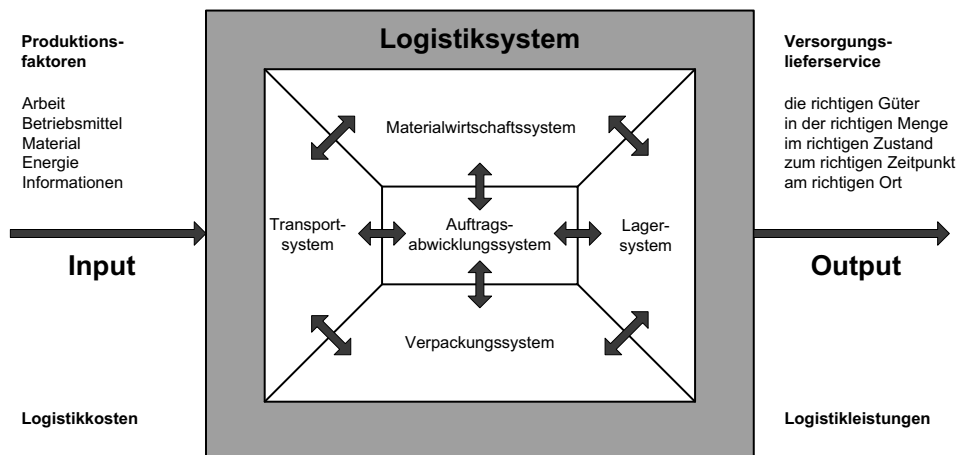 Produktions-
faktoren
Arbeit
Betriebsmittel
Material
Energie
Informationen
Input
Logistikkosten
Logistiksystem
Materialwirtschaftssystem
Transport-
system
Auftrags-
abwicklungssystem
Lager-
system
Verpackungssystem
Versorgungs-
lieferservice
die richtigen Güter
in der richtigen Menge
im richtigen Zustand
zum richtigen Zeitpunkt
am richtigen Ort
Output
Logistikleistungen